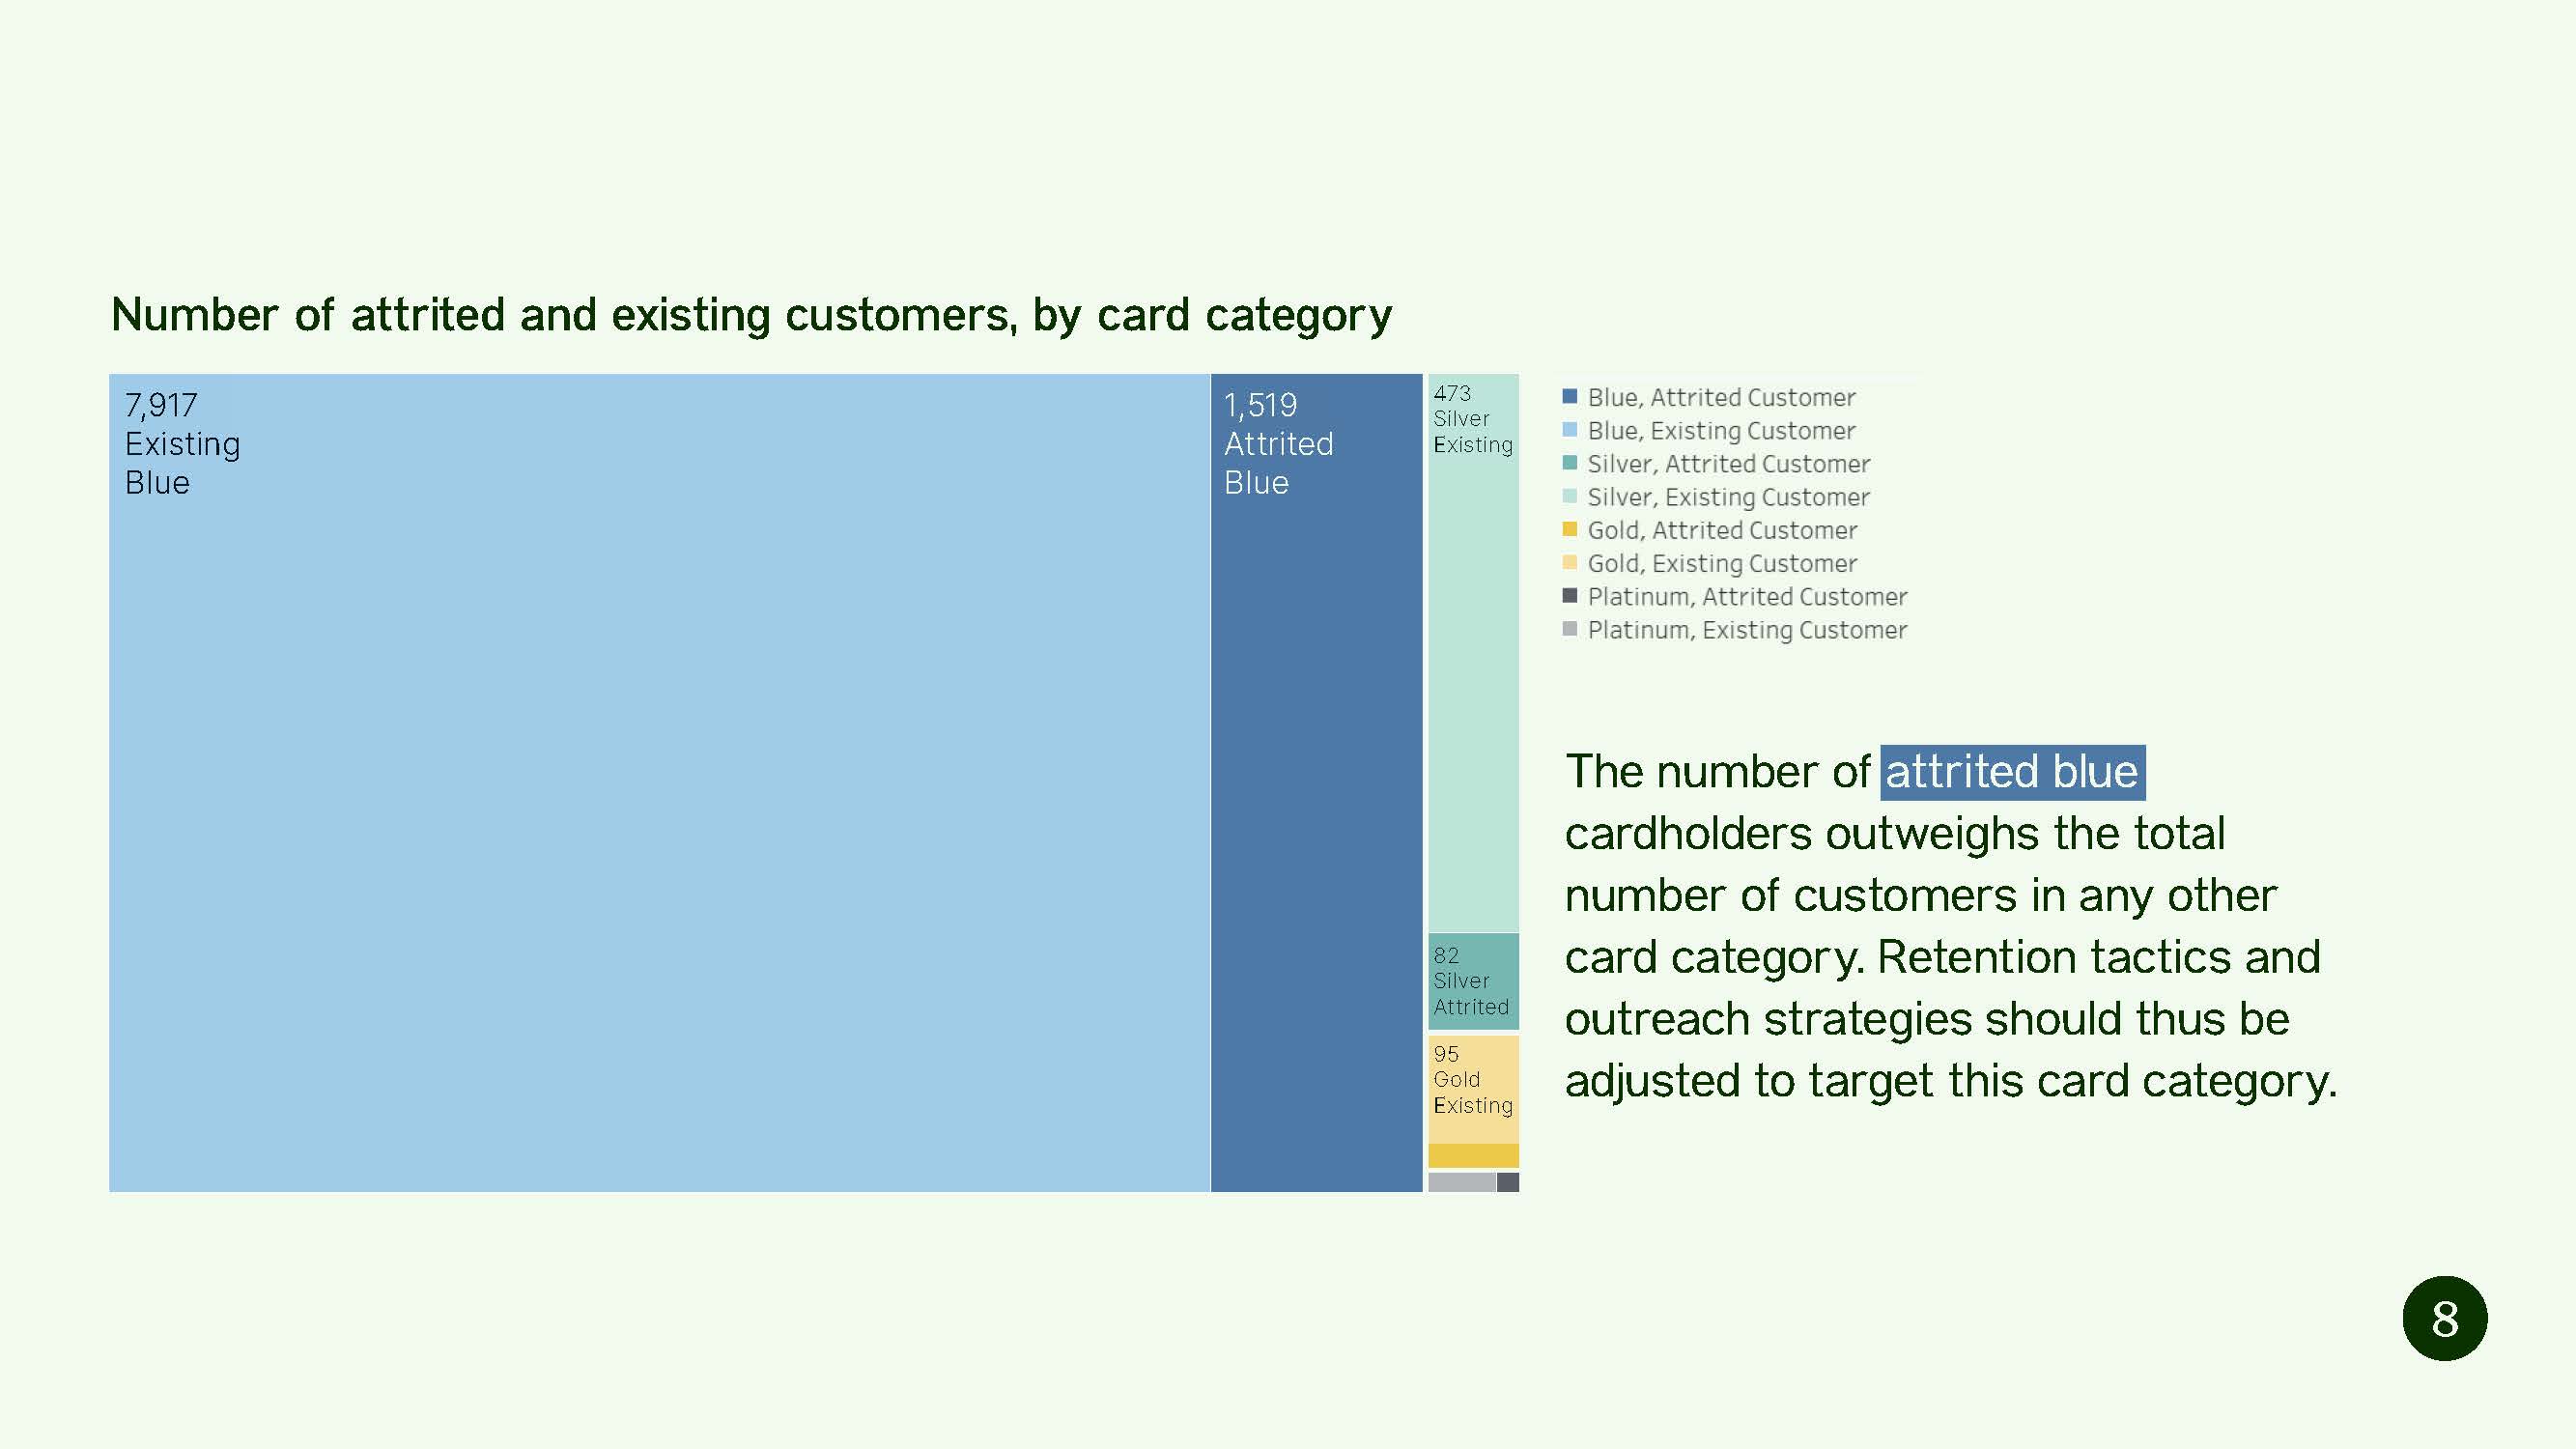 Number of attrited and existing customers, by card category
7,917
Existing
Blue
1,519
Attrited
Blue
473
Silver
Existing
82
Silver
Attrited
95
Gold
Existing
Blue, Attrited Customer
Blue, Existing Customer
Silver, Attrited Customer
Silver, Existing Customer
Gold, Attrited Customer
Gold, Existing Customer
Platinum, Attrited Customer
Platinum, Existing Customer
The number of attrited blue
cardholders outweighs the total
number of customers in any other
card category. Retention tactics and
outreach strategies should thus be
adjusted to target this card category.
8